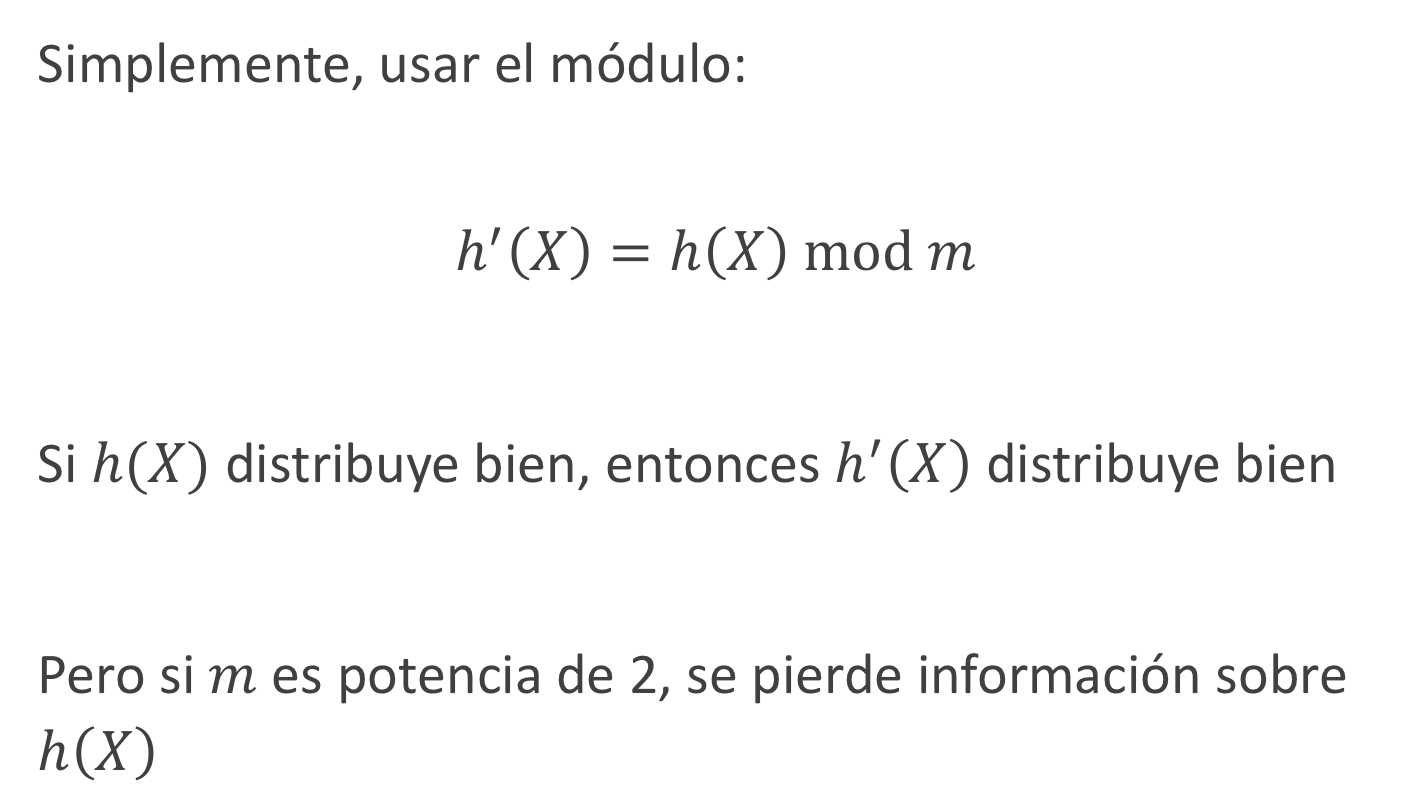 Simplemente, usar el módulo:
h′(X) = h(X) mod m
Si h(X) distribuye bien, entonces h′(X) distribuye bien
Pero si m es potencia de 2, se pierde información sobre
h(X)